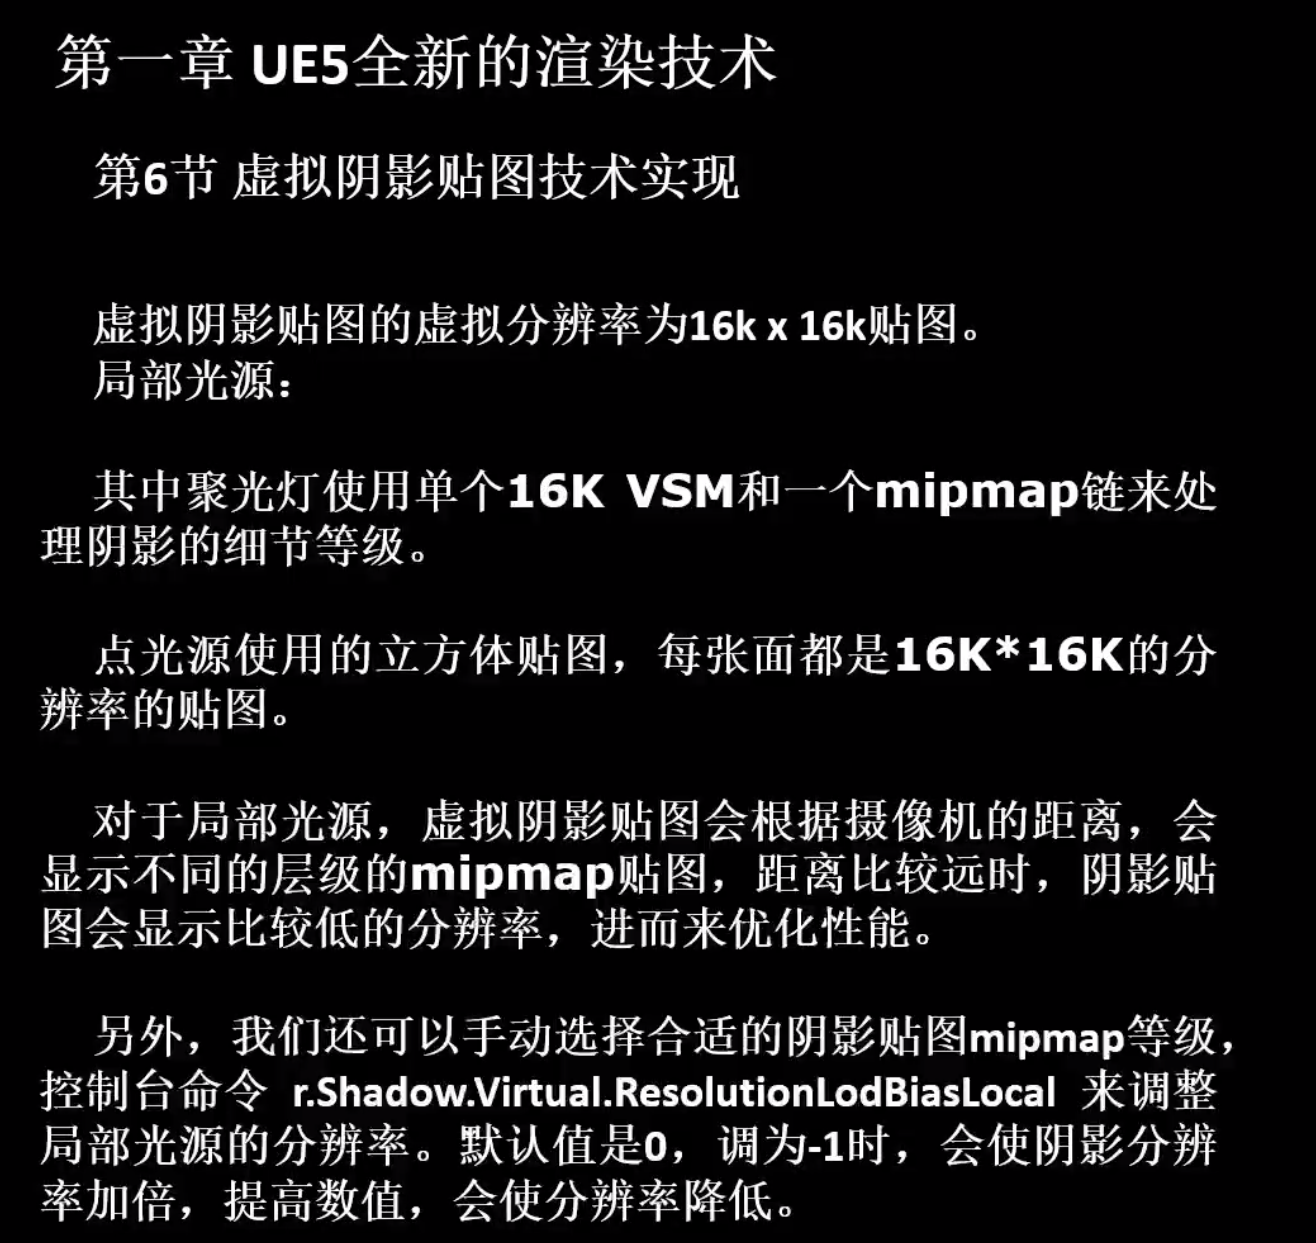 第一章 UE5全新的渲染技术
第6节 虚拟阴影贴图技术实现
虚拟阴影贴图的虚拟分辨率为16k x 16k贴图。
局部光源：
其中聚光灯使用单个16K VSM和一个mipmap链来处
理阴影的细节等级。
点光源使用的立方体贴图，每张面都是16K*16K的分
辨率的贴图。
对于局部光源，虚拟阴影贴图会根据摄像机的距离，会
显示不同的层级的mipmap贴图，距离比较远时，阴影贴
图会显示比较低的分辨率，进而来优化性能。
另外，我们还可以手动选择合适的阴影贴图mipmap等级，
控制台命令 r.Shadow.Virtual.ResolutionLodBiasLocal 来调整
局部光源的分辨率。默认值是0，调为-1时，会使阴影分辨
率加倍，提高数值，会使分辨率降低。